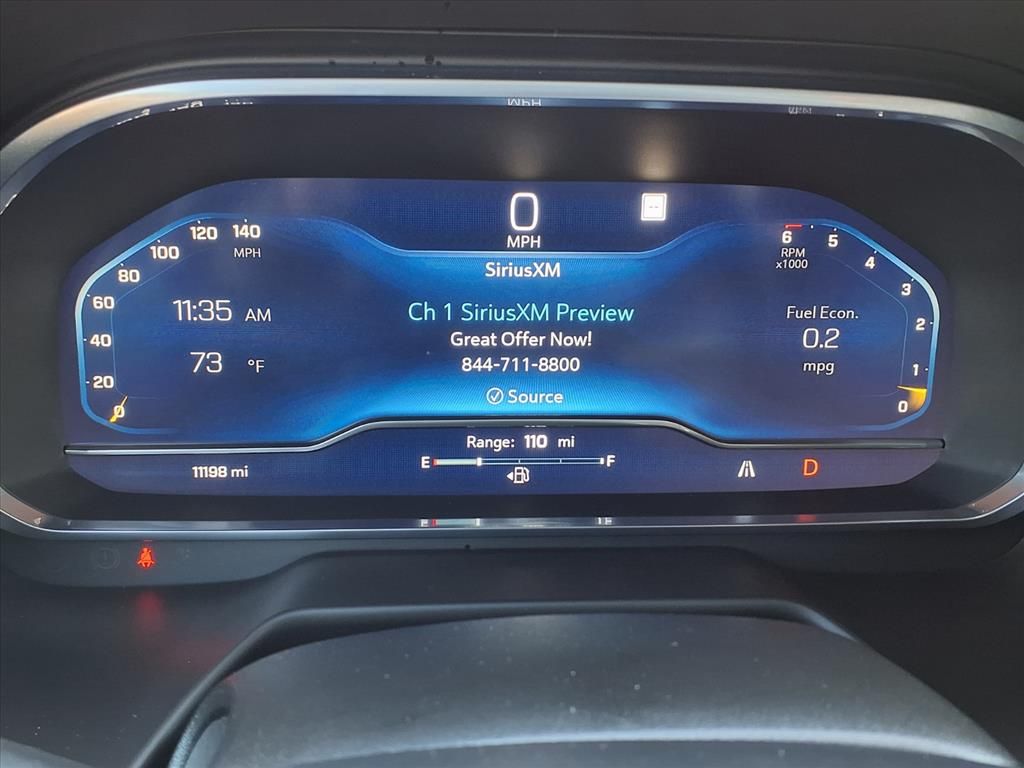 0
MPH
--
120 140
MPH
100
80
60
40
20
0
11:35 AM
73 °F
SiriusXM
Ch 1 SiriusXM Preview
Great Offer Now!
844-711-8800
Source
6
5
4
3
2
1
0
RPM
x1000
Fuel Econ.
0.2
mpg
Range: 110 mi
E F
11198 mi
D